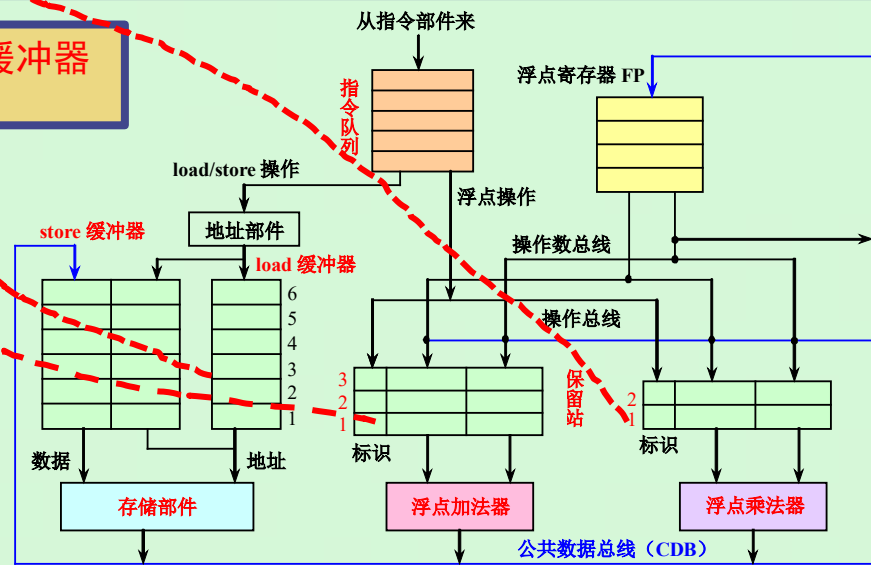 从指令部件来
缓冲器
浮点寄存器 FP
指令队列
load/store 操作
浮点操作
地址部件
store 缓冲器
操作数总线
load 缓冲器
6
5
4
3
2
1
操作总线
3
2
1
保留站
2
1
标识
标识
数据
地址
存储部件
浮点加法器
浮点乘法器
公共数据总线（CDB）